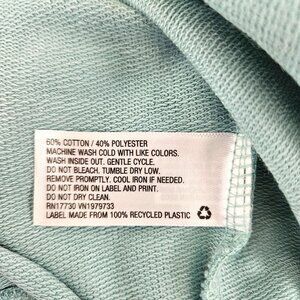 60% COTTON / 40% POLYESTER
MACHINE WASH COLD WITH LIKE COLORS.
WASH INSIDE OUT. GENTLE CYCLE.
DO NOT BLEACH. TUMBLE DRY LOW.
REMOVE PROMPTLY. COOL IRON IF NEEDED.
DO NOT IRON ON LABEL AND PRINT.
DO NOT DRY CLEAN.
RN17730 VN1979733
LABEL MADE FROM 100% RECYCLED PLASTIC